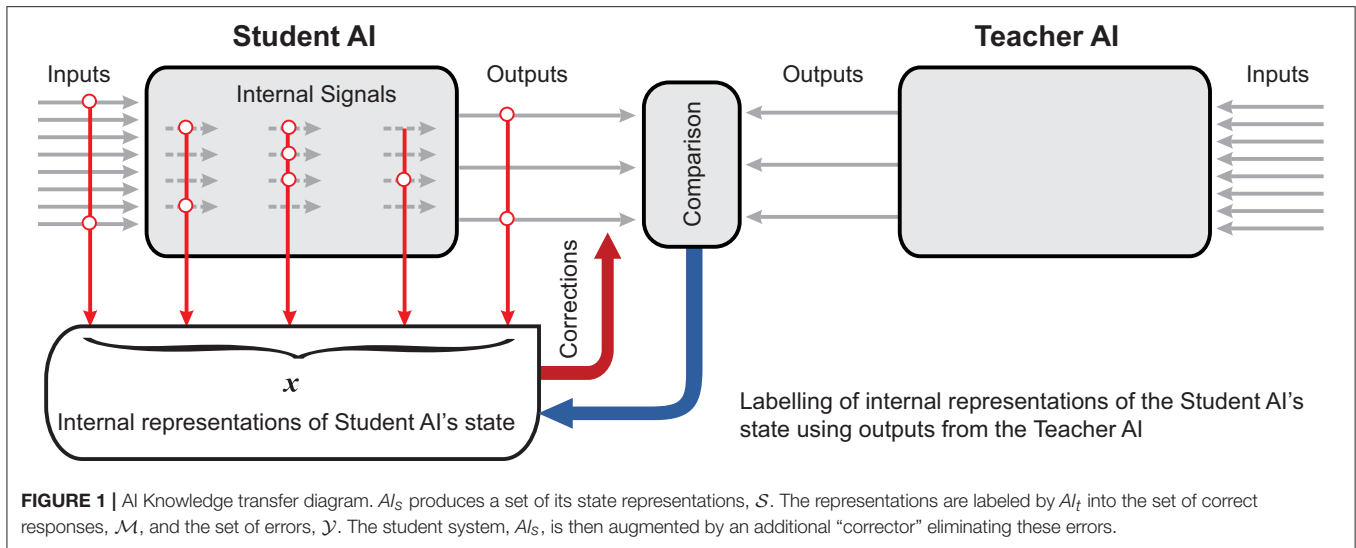 Student AI
Teacher AI
Inputs
Outputs
Outputs
Inputs
Internal Signals
Comparison
Corrections
x
Internal representations of Student AI's state
Labelling of internal representations of the Student AI's
state using outputs from the Teacher AI
FIGURE 1 | AI Knowledge transfer diagram. AIₛ produces a set of its state representations, 𝒮. The representations are labeled by AIₜ into the set of correct
responses, ℳ, and the set of errors, 𝒴. The student system, AIₛ, is then augmented by an additional “corrector” eliminating these errors.